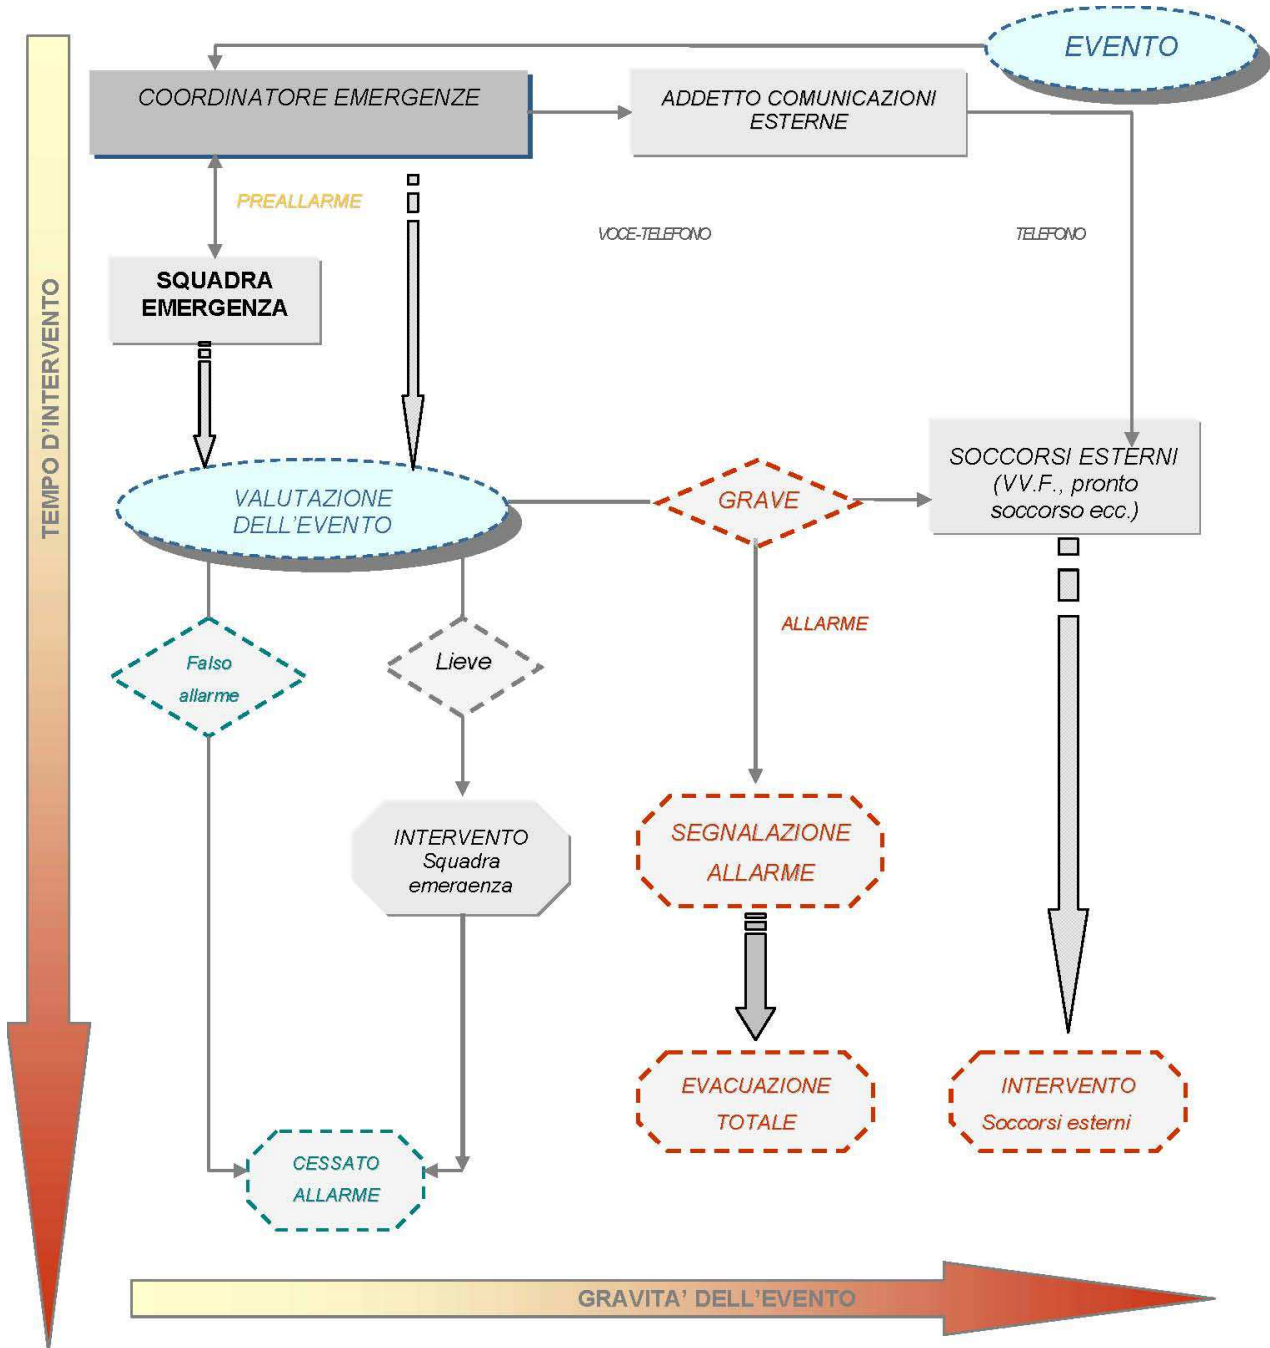 EVENTO
COORDINATORE EMERGENZE
ADDETTO COMUNICAZIONI
ESTERNE
PREALLARME
VOCE-TELEFONO
TELEFONO
SQUADRA
EMERGENZA
TEMPO D'INTERVENTO
VALUTAZIONE
DELL'EVENTO
GRAVE
SOCCORSI ESTERNI
(VV.F., pronto
soccorso ecc.)
ALLARME
Falso
allarme
Lieve
INTERVENTO
Squadra
emergenza
SEGNALAZIONE
ALLARME
EVACUAZIONE
TOTALE
INTERVENTO
Soccorsi esterni
CESSATO
ALLARME
GRAVITA' DELL'EVENTO